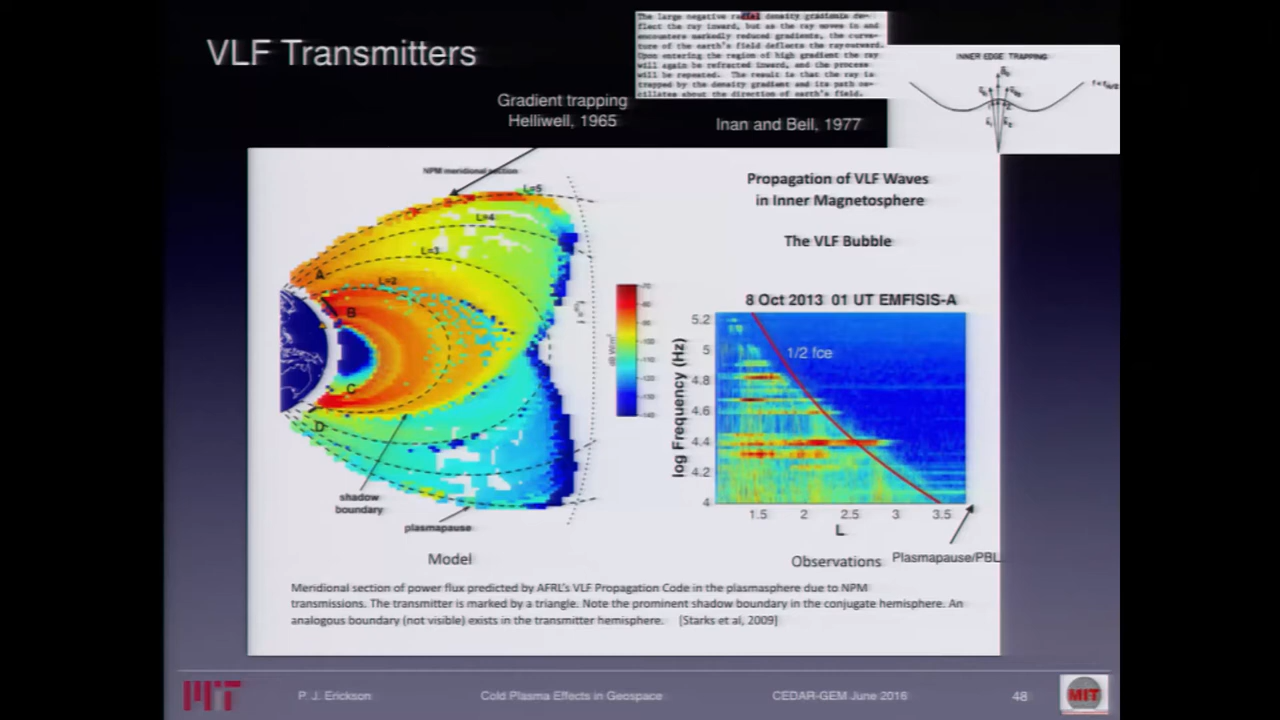 VLF Transmitters
The large negative radial density gradients de-
flect the ray inward, but as the ray moves in and
encounters markedly reduced gradients, the curva-
ture of the earth's field deflects the ray outward.
Upon entering the region of high gradient the ray
will again be refracted inward, and the process
will be repeated. The result is that the ray is
trapped by the density gradient and its path os-
cillates about the direction of earth's field.
Gradient trapping
Helliwell, 1965
Inan and Bell, 1977
INNER EDGE TRAPPING
NPM meridional section
L=5
L=4
L=3
L=2
A
B
C
D
shadow
boundary
plasmapause
Model
Propagation of VLF Waves
in Inner Magnetosphere
The VLF Bubble
8 Oct 2013 01 UT EMFISIS-A
1/2 fce
log Frequency (Hz)
5.2
5
4.8
4.6
4.4
4.2
4
1.5 2 2.5 3 3.5
L
Observations
Plasmapause/PBL
Meridional section of power flux predicted by AFRL's VLF Propagation Code in the plasmasphere due to NPM
transmissions. The transmitter is marked by a triangle. Note the prominent shadow boundary in the conjugate hemisphere. An
analogous boundary (not visible) exists in the transmitter hemisphere. [Starks et al, 2009]
MIT
P. J. Erickson
Cold Plasma Effects in Geospace
CEDAR-GEM June 2016
48
MIT